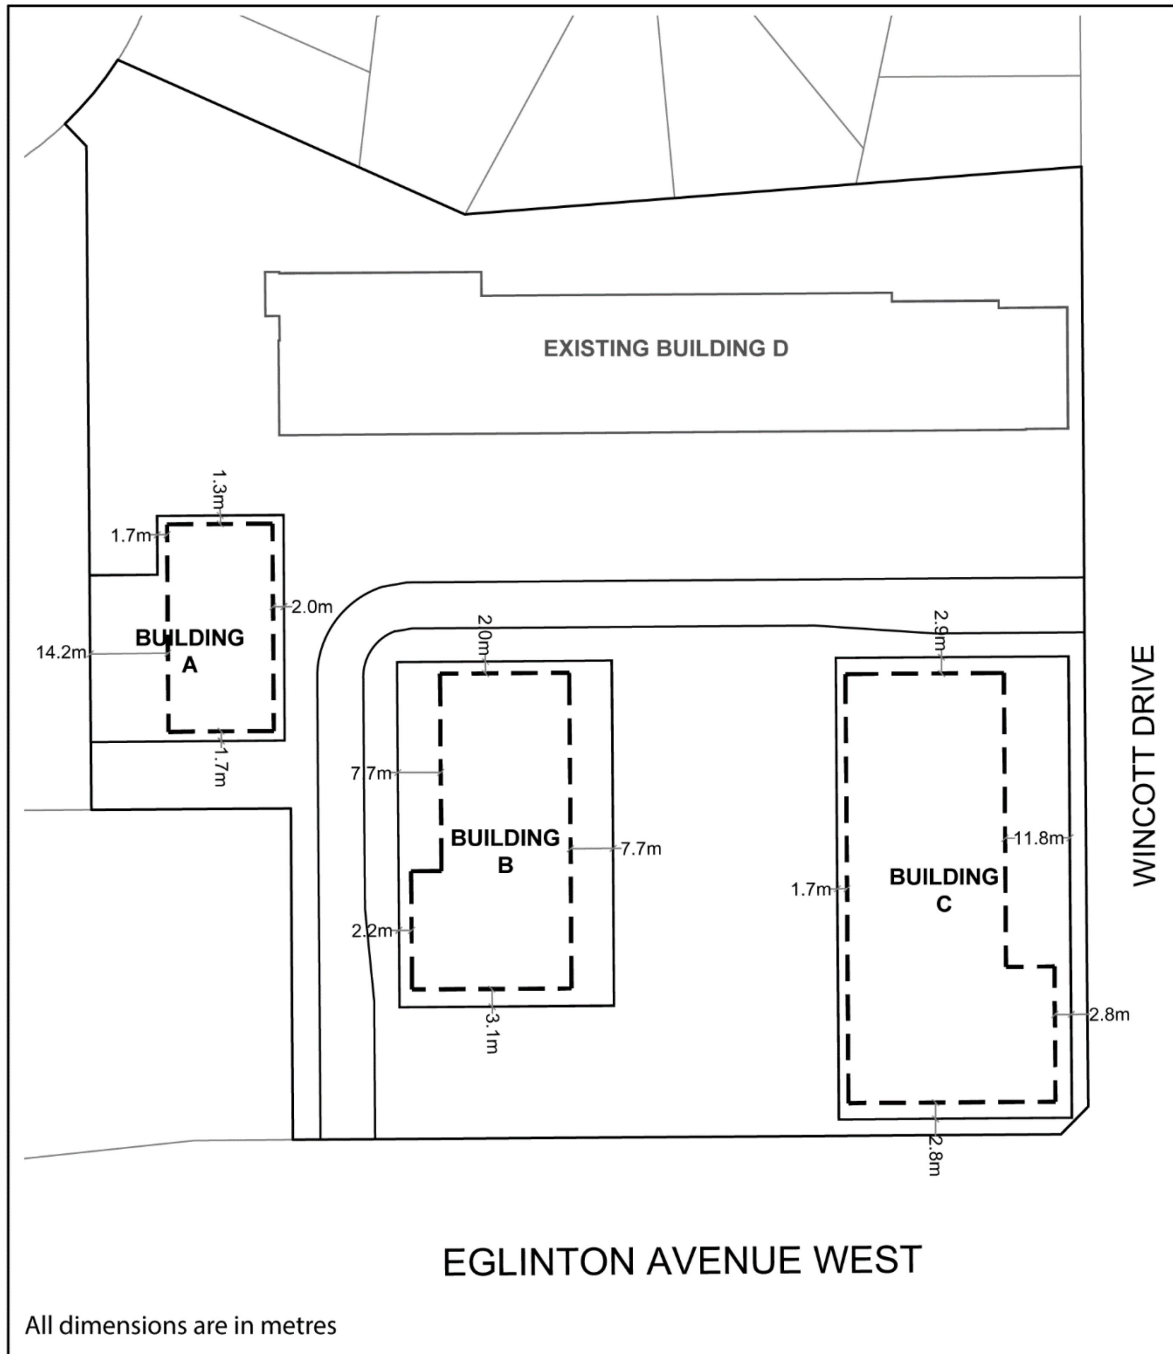 EXISTING BUILDING D
1.3m
1.7m
2.0m
BUILDING
A
14.2m
1.7m
2.0m
7.7m
BUILDING
B
7.7m
2.2m
3.1m
2.9m
11.8m
BUILDING
C
1.7m
2.8m
2.8m
WINCOTT DRIVE
EGLINTON AVENUE WEST
All dimensions are in metres